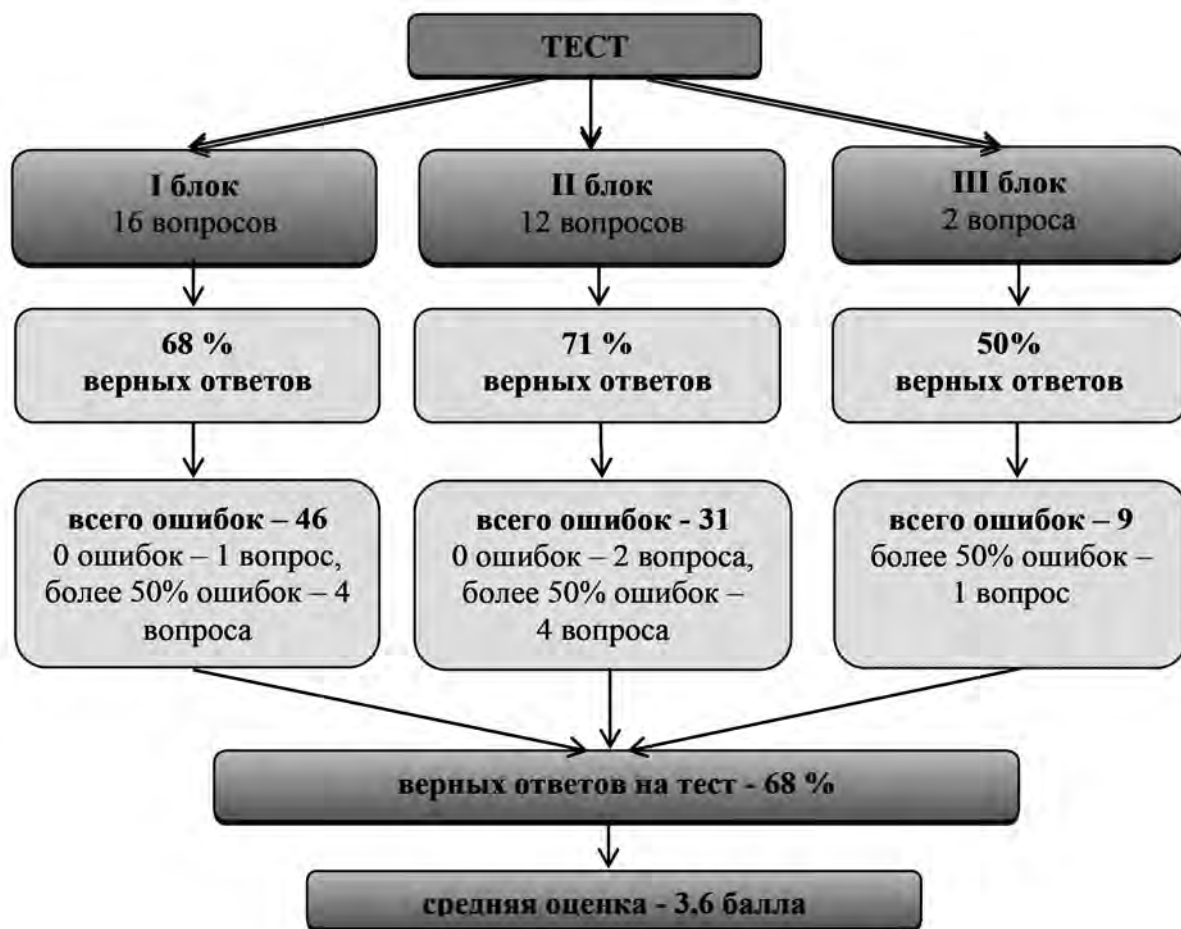 ТЕСТ
I блок
16 вопросов
II блок
12 вопросов
III блок
2 вопроса
68 %
верных ответов
71 %
верных ответов
50%
верных ответов
всего ошибок – 46
0 ошибок – 1 вопрос,
более 50% ошибок – 4
вопроса
всего ошибок - 31
0 ошибок – 2 вопроса,
более 50% ошибок –
4 вопроса
всего ошибок – 9
более 50% ошибок –
1 вопрос
верных ответов на тест - 68 %
средняя оценка - 3,6 балла